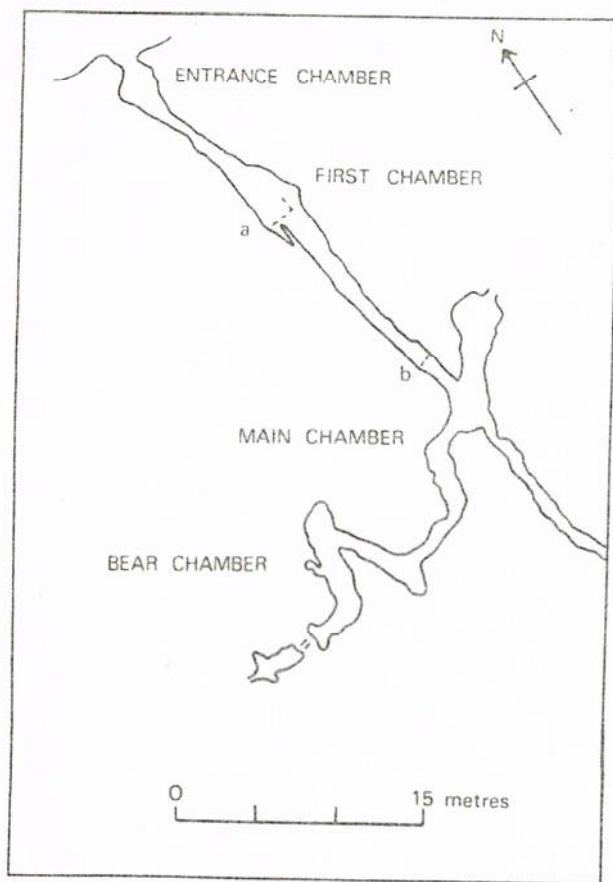 N
ENTRANCE CHAMBER
FIRST CHAMBER
a
b
MAIN CHAMBER
BEAR CHAMBER
0 15 metres